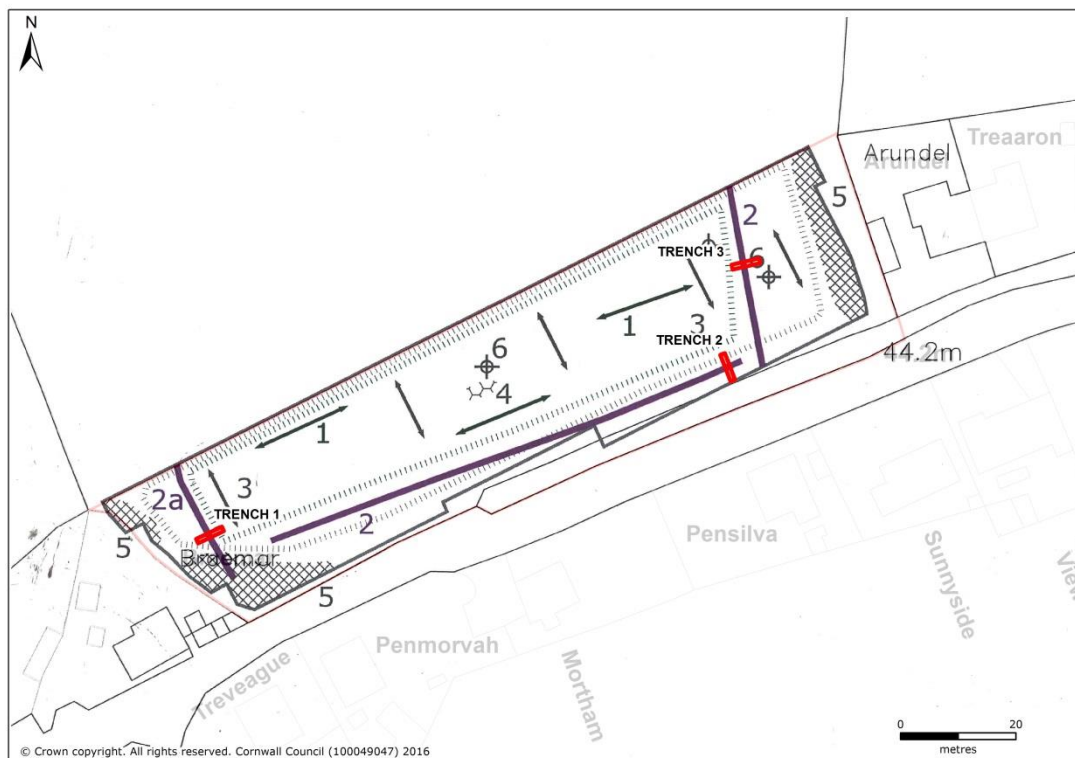 N
Treaaron
Arundel
Arundel
5
2
TRENCH 3
6
1
3
TRENCH 2
44.2m
6
4
1
3
2a
TRENCH 1
2
Braemar
5
5
Pensilva
Sunnyside
View
Penmorvah
Treveague
Mortham
0 20
metres
© Crown copyright. All rights reserved. Cornwall Council (100049047) 2016